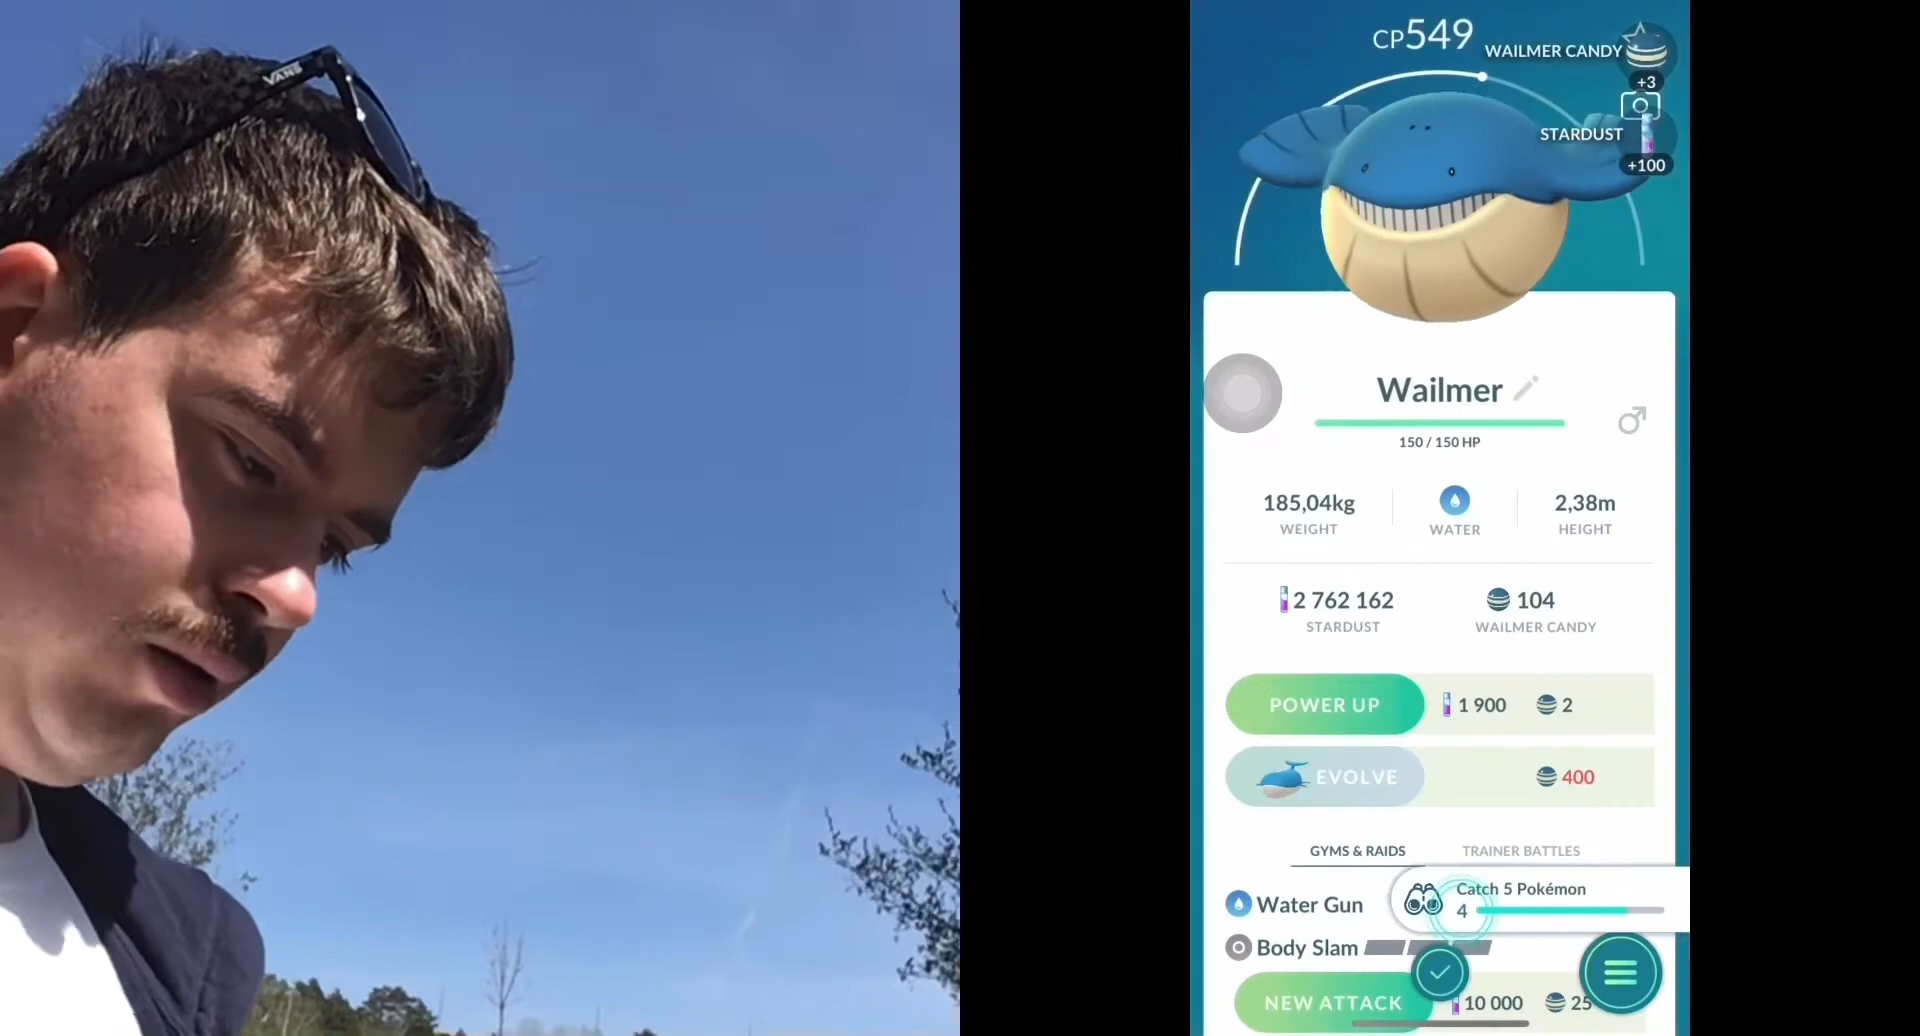 VANS
CP549
WAILMER CANDY
+3
STARDUST
+100
Wailmer
150 / 150 HP
185,04kg
WEIGHT
WATER
2,38m
HEIGHT
2 762 162
STARDUST
104
WAILMER CANDY
POWER UP
1 900
2
EVOLVE
400
GYMS & RAIDS
TRAINER BATTLES
Catch 5 Pokémon
4
Water Gun
Body Slam
NEW ATTACK
10 000
25